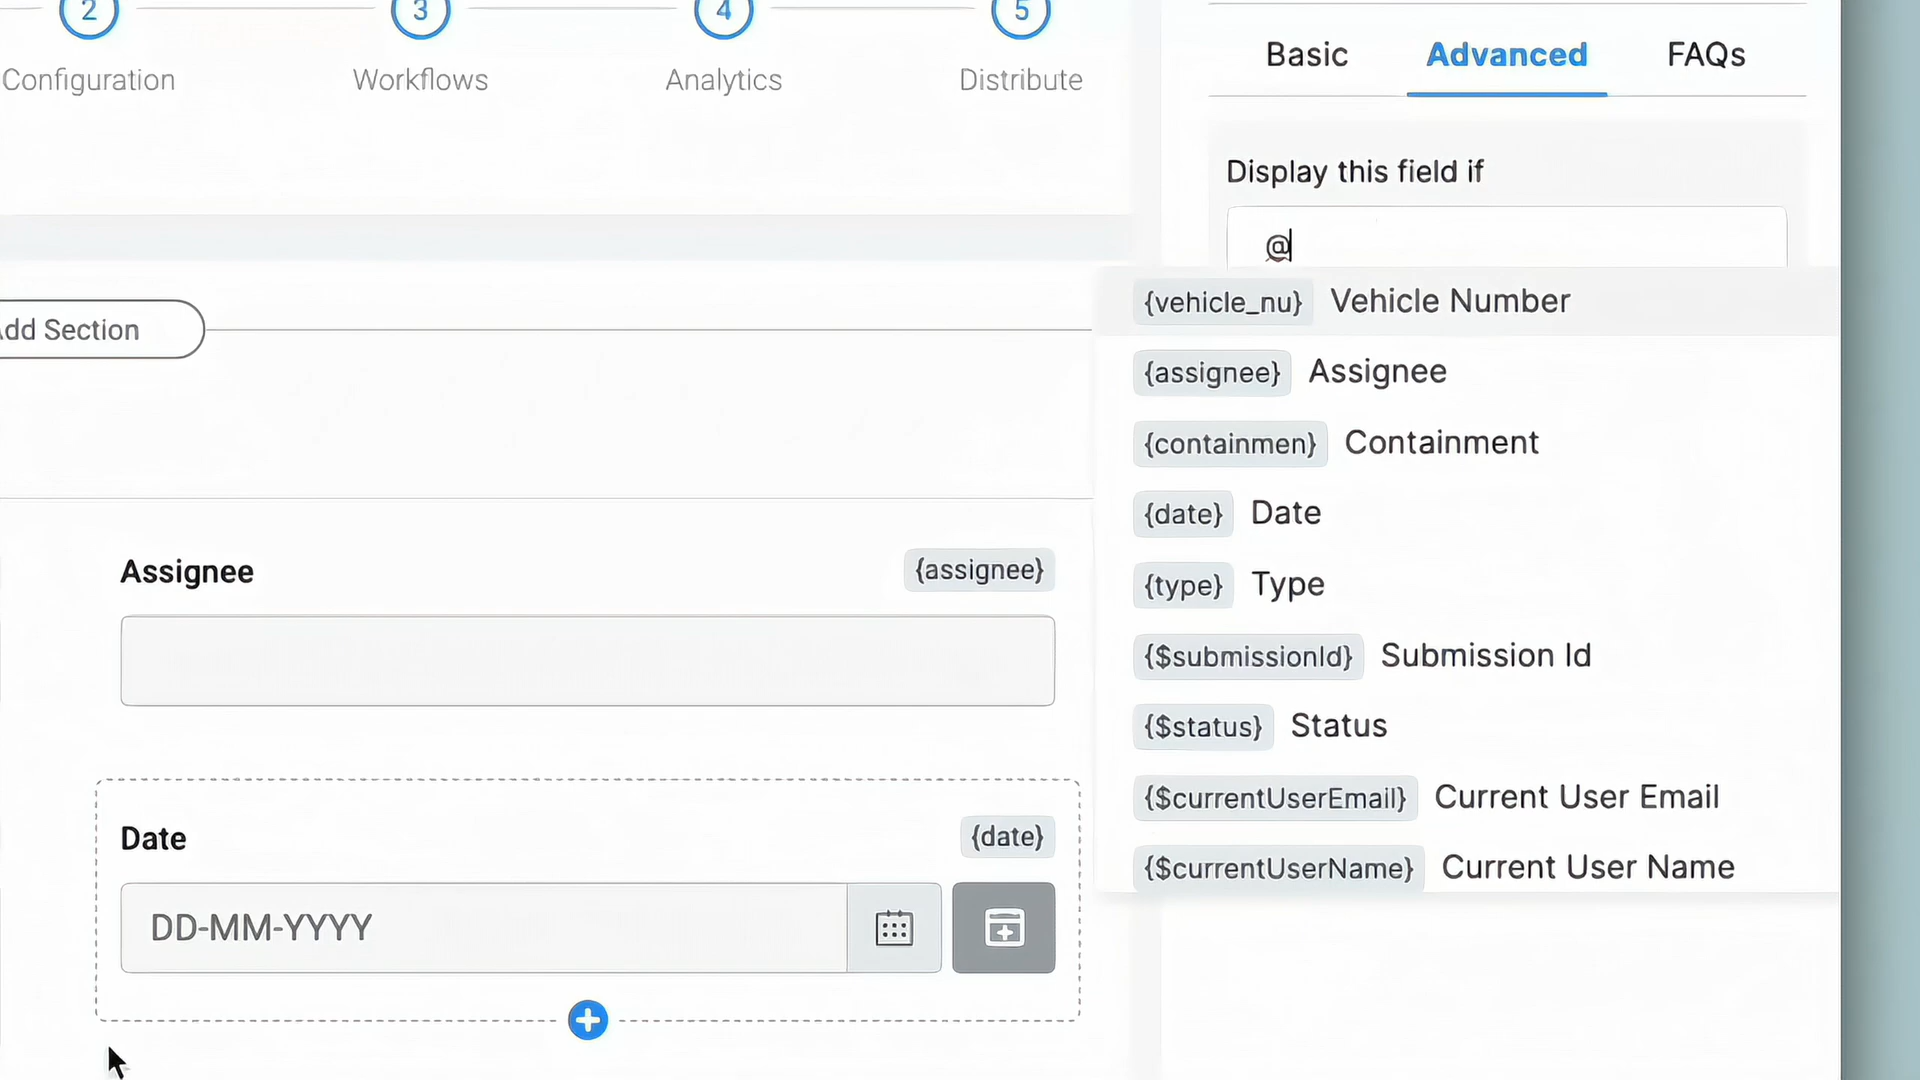 2 3 4 5
Configuration Workflows Analytics Distribute
Basic Advanced FAQs
Display this field if
@
{vehicle_nu} Vehicle Number
dd Section
{assignee} Assignee
{containmen} Containment
{date} Date
{type} Type
{$submissionId} Submission Id
{$status} Status
{$currentUserEmail} Current User Email
{$currentUserName} Current User Name
Assignee {assignee}
Date {date}
DD-MM-YYYY